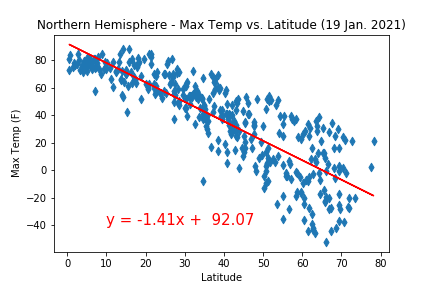 Northern Hemisphere - Max Temp vs. Latitude (19 Jan. 2021)
Max Temp (F)
80
60
40
20
0
−20
−40
y = -1.41x +  92.07
0 10 20 30 40 50 60 70 80
Latitude